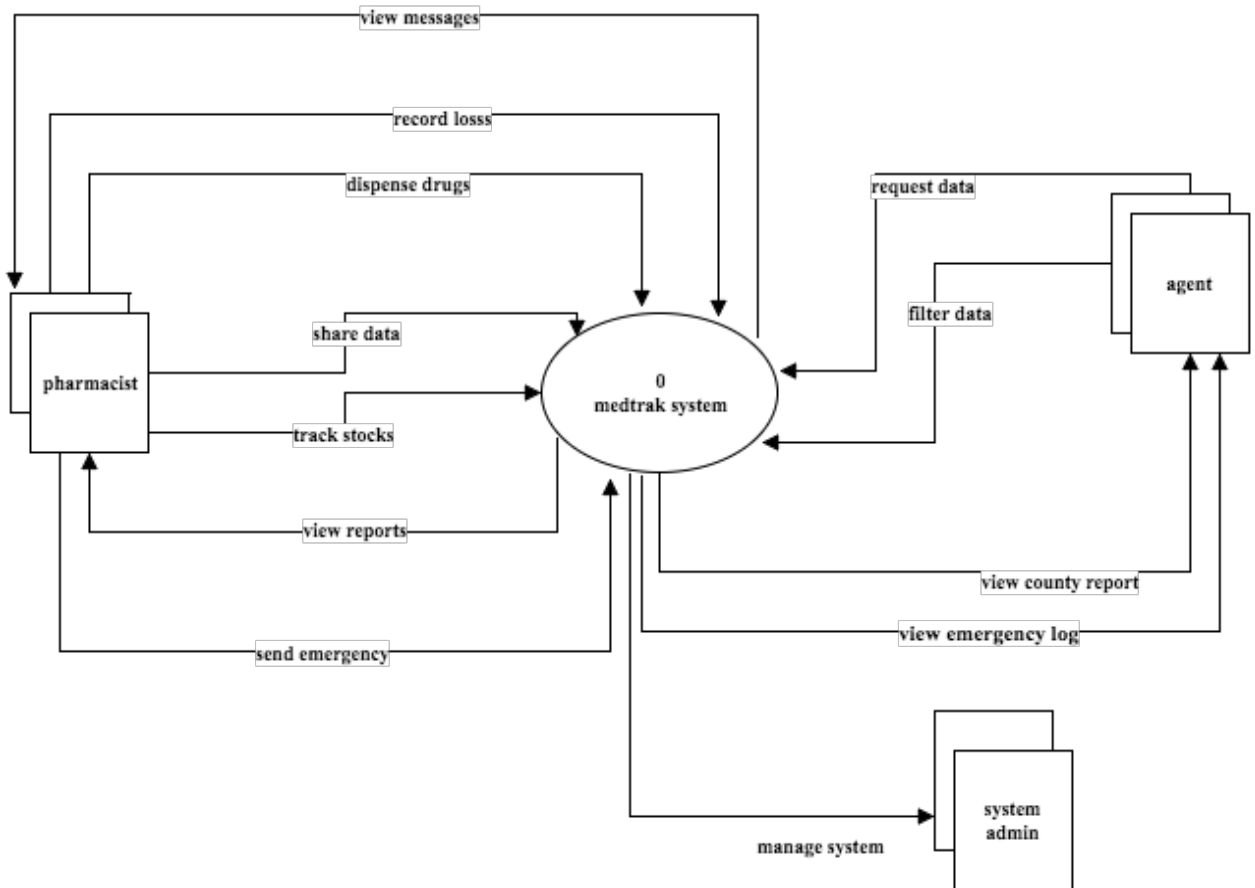 view messages
record losss
dispense drugs
request data
agent
filter data
share data
pharmacist
0
medtrak system
track stocks
view reports
view county report
view emergency log
send emergency
system
admin
manage system